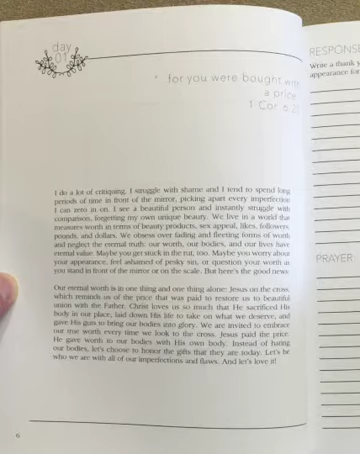 day
01
" for you were bought with
a price.
1 Cor 6:2
I do a lot of critiquing. I struggle with shame and I tend to spend long
periods of time in front of the mirror, picking apart every imperfection
I can zero in on. I see a beautiful person and instantly struggle with
comparison, forgetting my own unique beauty. We live in a world that
measures worth in terms of beauty products, sex appeal, likes, followers,
pounds, and dollars. We obsess over fading and fleeting forms of worth
and neglect the eternal truth: our worth, our bodies, and our lives have
eternal value. Maybe you get stuck in the rut, too. Maybe you worry about
your appearance, feel ashamed of pesky sin, or question your worth as
you stand in front of the mirror or on the scale. But here's the good news:
Our eternal worth is in one thing and one thing alone: Jesus on the cross,
which reminds us of the price that was paid to restore us to beautiful
union with the Father. Christ loves us so much that He sacrificed His
body in our place, laid down His life to take on what we deserve, and
gave His guts to bring our bodies into glory. We are invited to embrace
our true worth every time we look to the cross. Jesus paid the price.
He gave worth to our bodies with His own body. Instead of hating
our bodies, let's choose to honor the gifts that they are today. Let's be
who we are with all of our imperfections and flaws. And let's love it!
6
RESPONS
Write a thank y
appearance for
PRAYER: